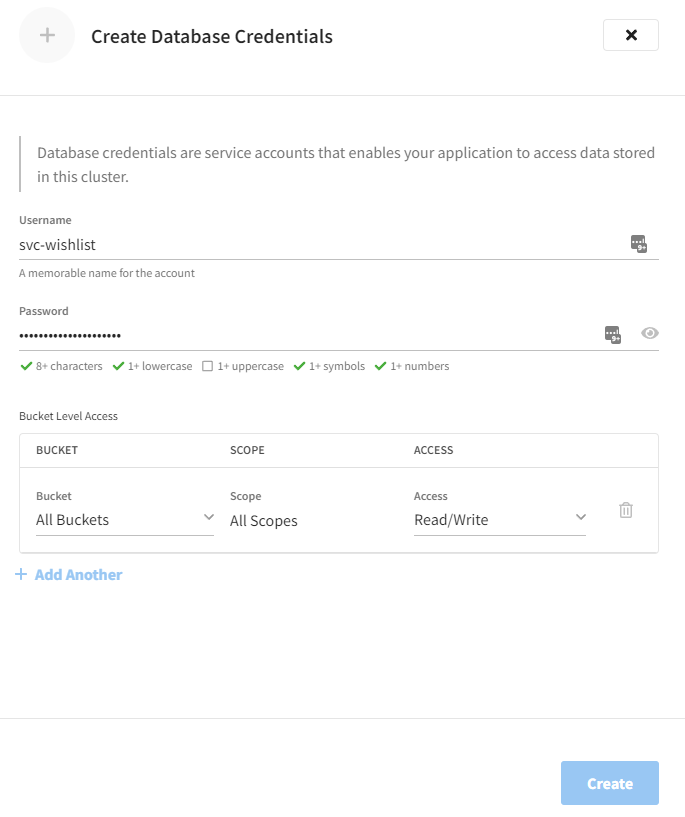 Create Database Credentials
Database credentials are service accounts that enables your application to access data stored
in this cluster.
Username
svc-wishlist
9+
A memorable name for the account
Password
•••••••••••••••••••••
9+
8+ characters 1+ lowercase 1+ uppercase 1+ symbols 1+ numbers
Bucket Level Access
BUCKET SCOPE ACCESS
Bucket Scope Access
All Buckets All Scopes Read/Write
+ Add Another
Create